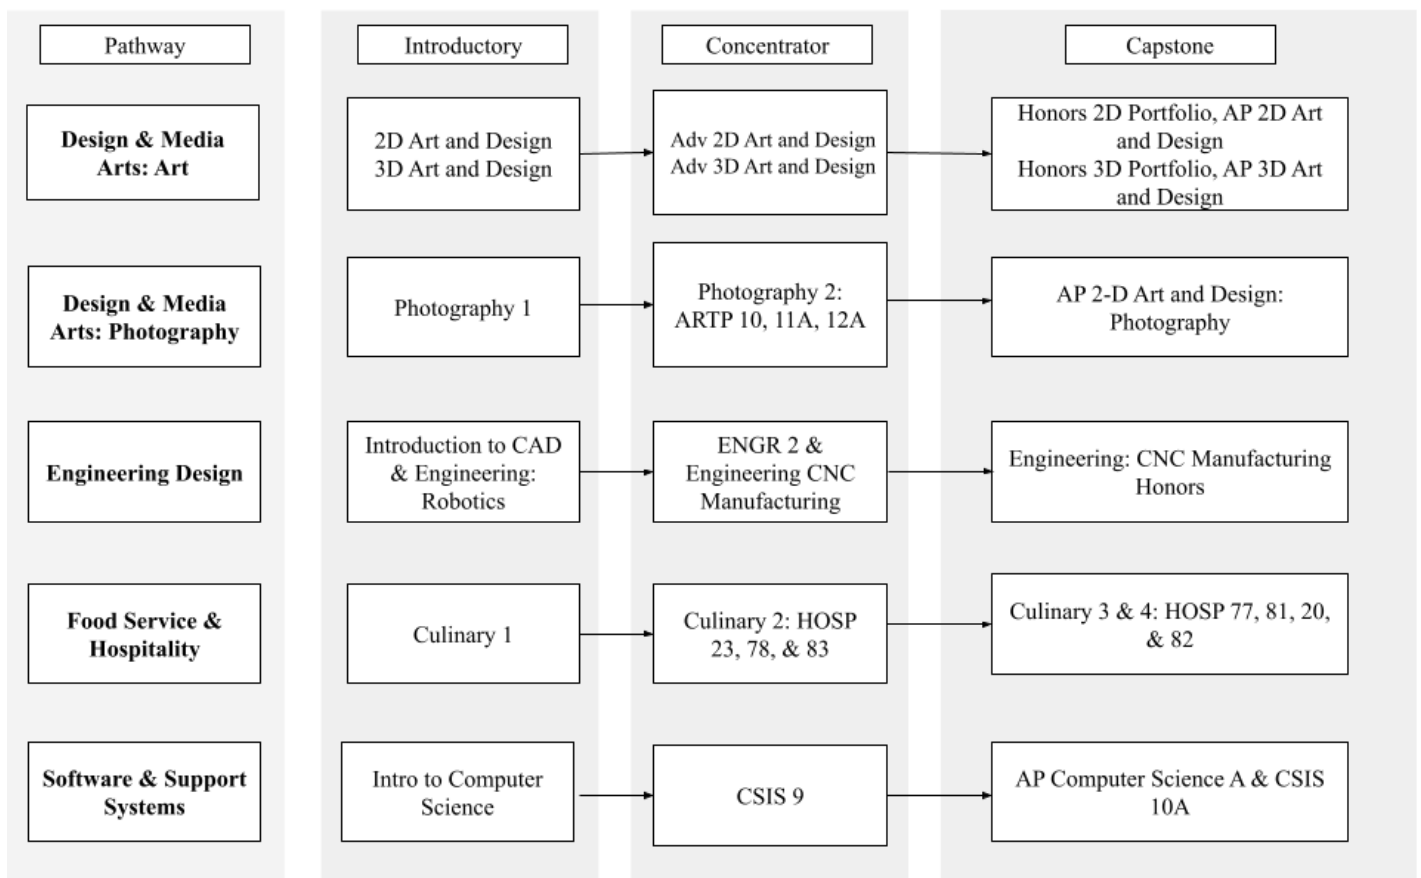 Pathway
Introductory
Concentrator
Capstone
Design & Media
Arts: Art
2D Art and Design
3D Art and Design
Adv 2D Art and Design
Adv 3D Art and Design
Honors 2D Portfolio, AP 2D Art
and Design
Honors 3D Portfolio, AP 3D Art
and Design
Design & Media
Arts: Photography
Photography 1
Photography 2:
ARTP 10, 11A, 12A
AP 2-D Art and Design:
Photography
Engineering Design
Introduction to CAD
& Engineering:
Robotics
ENGR 2 &
Engineering CNC
Manufacturing
Engineering: CNC Manufacturing
Honors
Food Service &
Hospitality
Culinary 1
Culinary 2: HOSP
23, 78, & 83
Culinary 3 & 4: HOSP 77, 81, 20,
& 82
Software & Support
Systems
Intro to Computer
Science
CSIS 9
AP Computer Science A & CSIS
10A